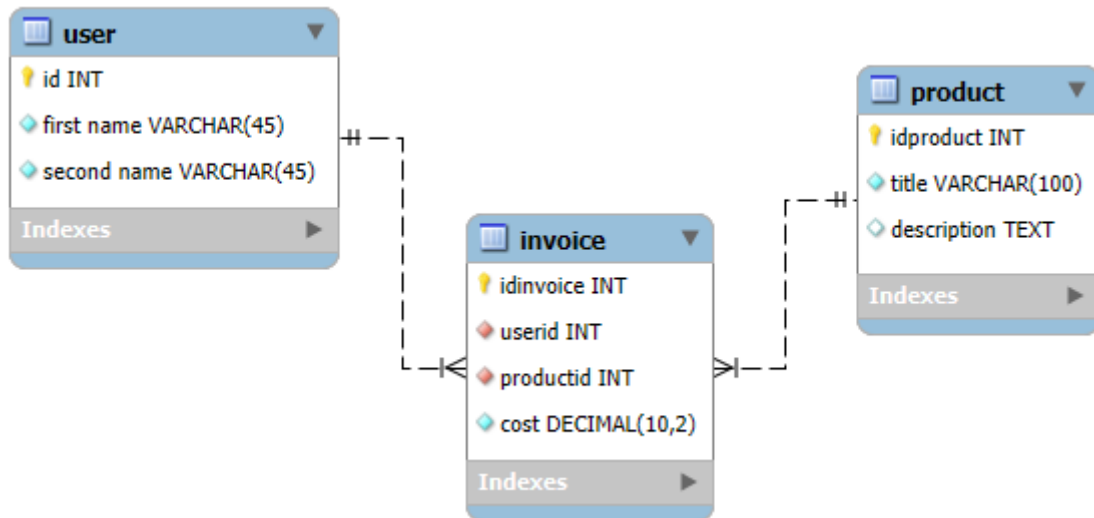 user
id INT
first name VARCHAR(45)
second name VARCHAR(45)
Indexes
invoice
idinvoice INT
userid INT
productid INT
cost DECIMAL(10,2)
Indexes
product
idproduct INT
title VARCHAR(100)
description TEXT
Indexes